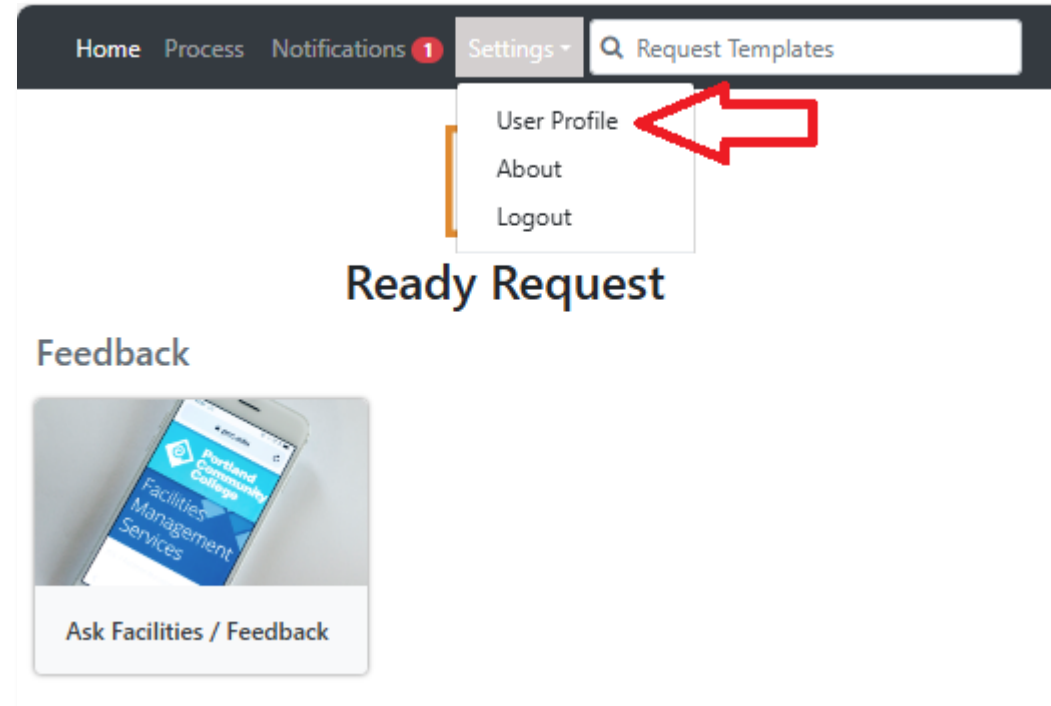 Home Process Notifications 1 Settings Request Templates
User Profile
About
Logout
Ready Request
Feedback
Portland
Community
College
Facilities
Management
Services
Ask Facilities / Feedback